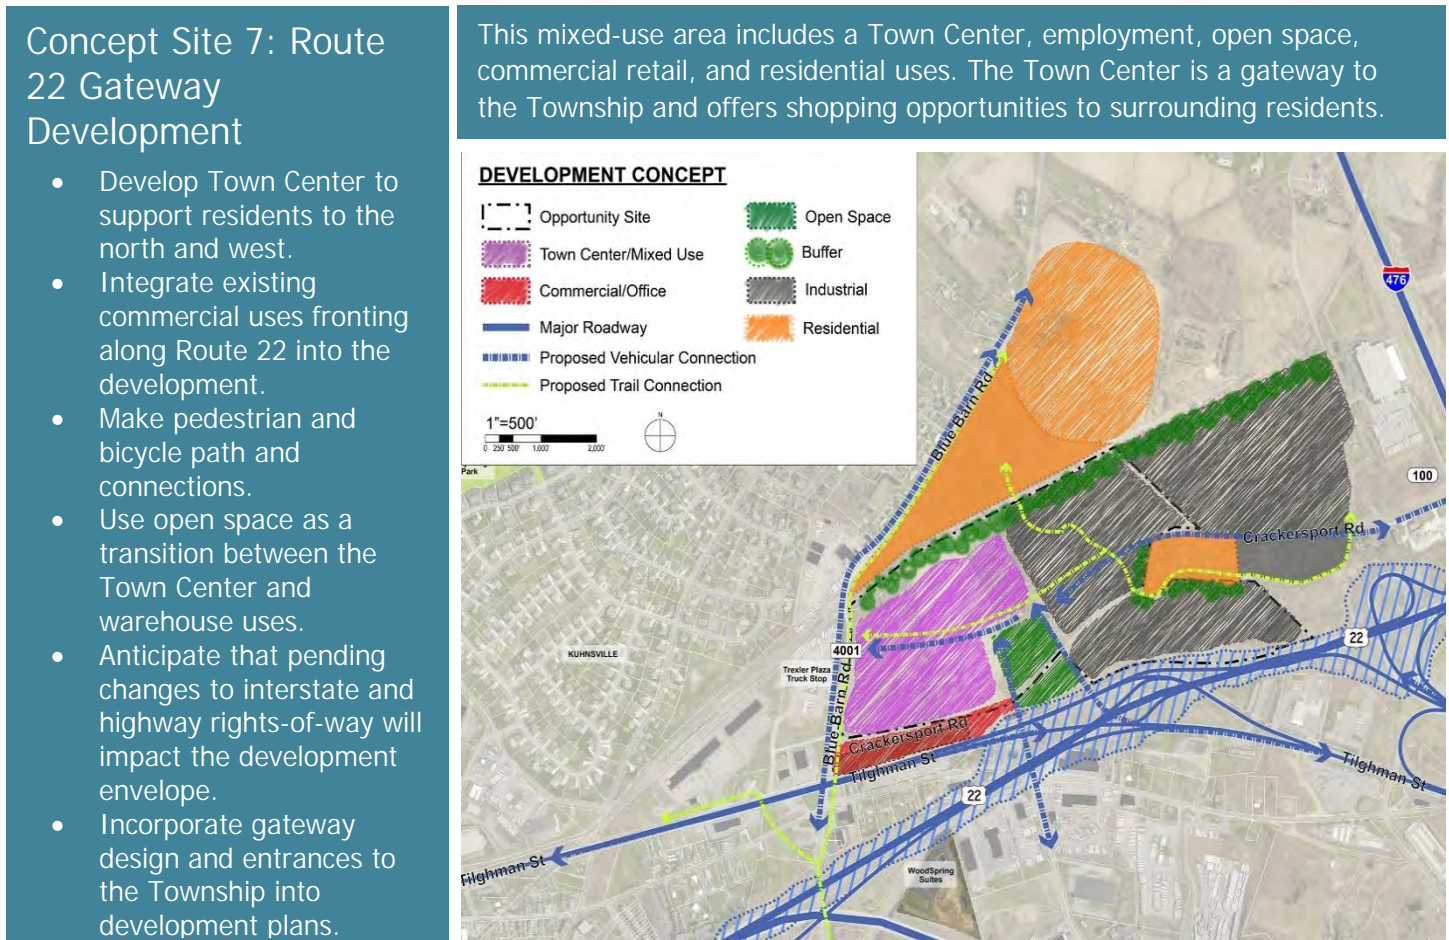 Concept Site 7: Route
22 Gateway
Development
• Develop Town Center to
support residents to the
north and west.
• Integrate existing
commercial uses fronting
along Route 22 into the
development.
• Make pedestrian and
bicycle path and
connections.
• Use open space as a
transition between the
Town Center and
warehouse uses.
• Anticipate that pending
changes to interstate and
highway rights-of-way will
impact the development
envelope.
• Incorporate gateway
design and entrances to
the Township into
development plans.
This mixed-use area includes a Town Center, employment, open space,
commercial retail, and residential uses. The Town Center is a gateway to
the Township and offers shopping opportunities to surrounding residents.
DEVELOPMENT CONCEPT
Opportunity Site
Town Center/Mixed Use
Commercial/Office
Major Roadway
Proposed Vehicular Connection
Proposed Trail Connection
Open Space
Buffer
Industrial
Residential
1"=500'
0 250' 500' 1,000' 2,000'
N
Park
476
100
Blue Barn Rd
Crackersport Rd
22
KUHNSVILLE
4001
Trexler Plaza
Truck Stop
Blue Barn Rd
Crackersport Rd
Tilghman St
Tilghman St
22
Tilghman St
WoodSpring
Suites